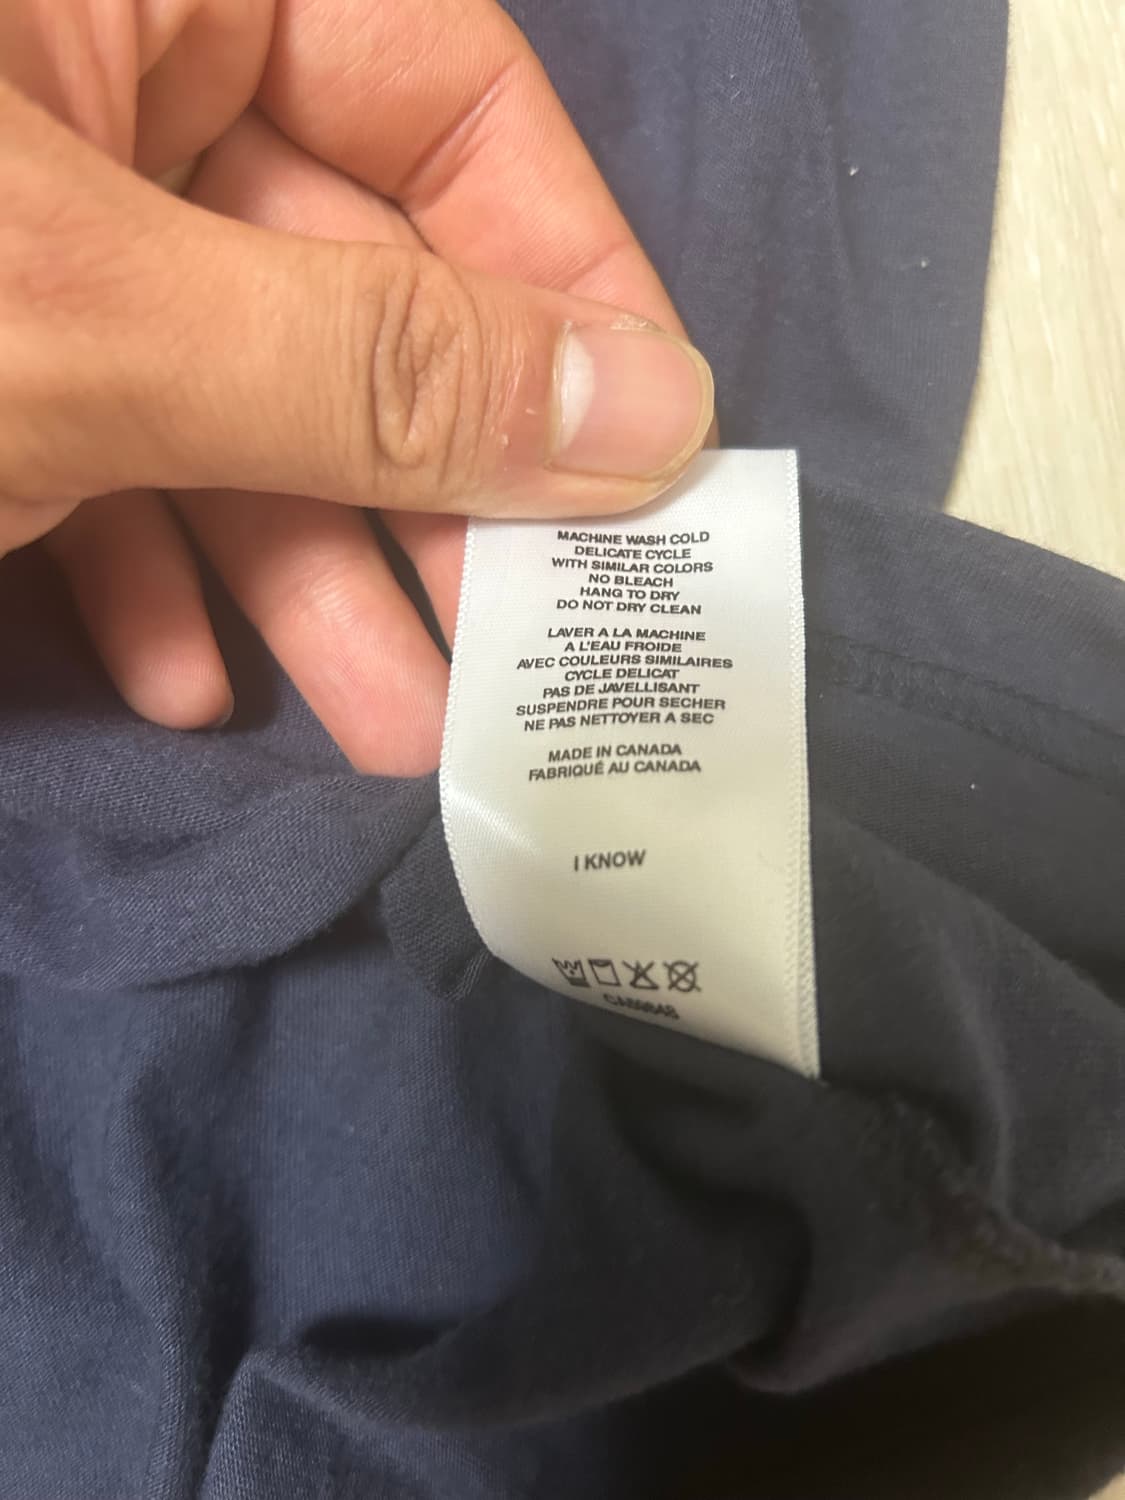 MACHINE WASH COLD
DELICATE CYCLE
WITH SIMILAR COLORS
NO BLEACH
HANG TO DRY
DO NOT DRY CLEAN
LAVER A LA MACHINE
A L'EAU FROIDE
AVEC COULEURS SIMILAIRES
CYCLE DELICAT
PAS DE JAVELLISANT
SUSPENDRE POUR SECHER
NE PAS NETTOYER A SEC
MADE IN CANADA
FABRIQUÉ AU CANADA
I KNOW